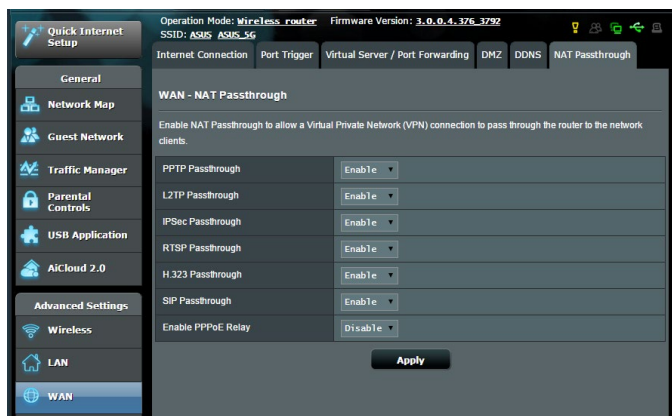 Quick Internet
Setup
Operation Mode: Wireless router Firmware Version: 3.0.0.4.376_3792
SSID: ASUS ASUS_5G
Internet Connection Port Trigger Virtual Server / Port Forwarding DMZ DDNS NAT Passthrough
General
Network Map
Guest Network
Traffic Manager
Parental
Controls
USB Application
AiCloud 2.0
Advanced Settings
Wireless
LAN
WAN
WAN - NAT Passthrough
Enable NAT Passthrough to allow a Virtual Private Network (VPN) connection to pass through the router to the network
clients.
PPTP Passthrough Enable
L2TP Passthrough Enable
IPSec Passthrough Enable
RTSP Passthrough Enable
H.323 Passthrough Enable
SIP Passthrough Enable
Enable PPPoE Relay Disable
Apply